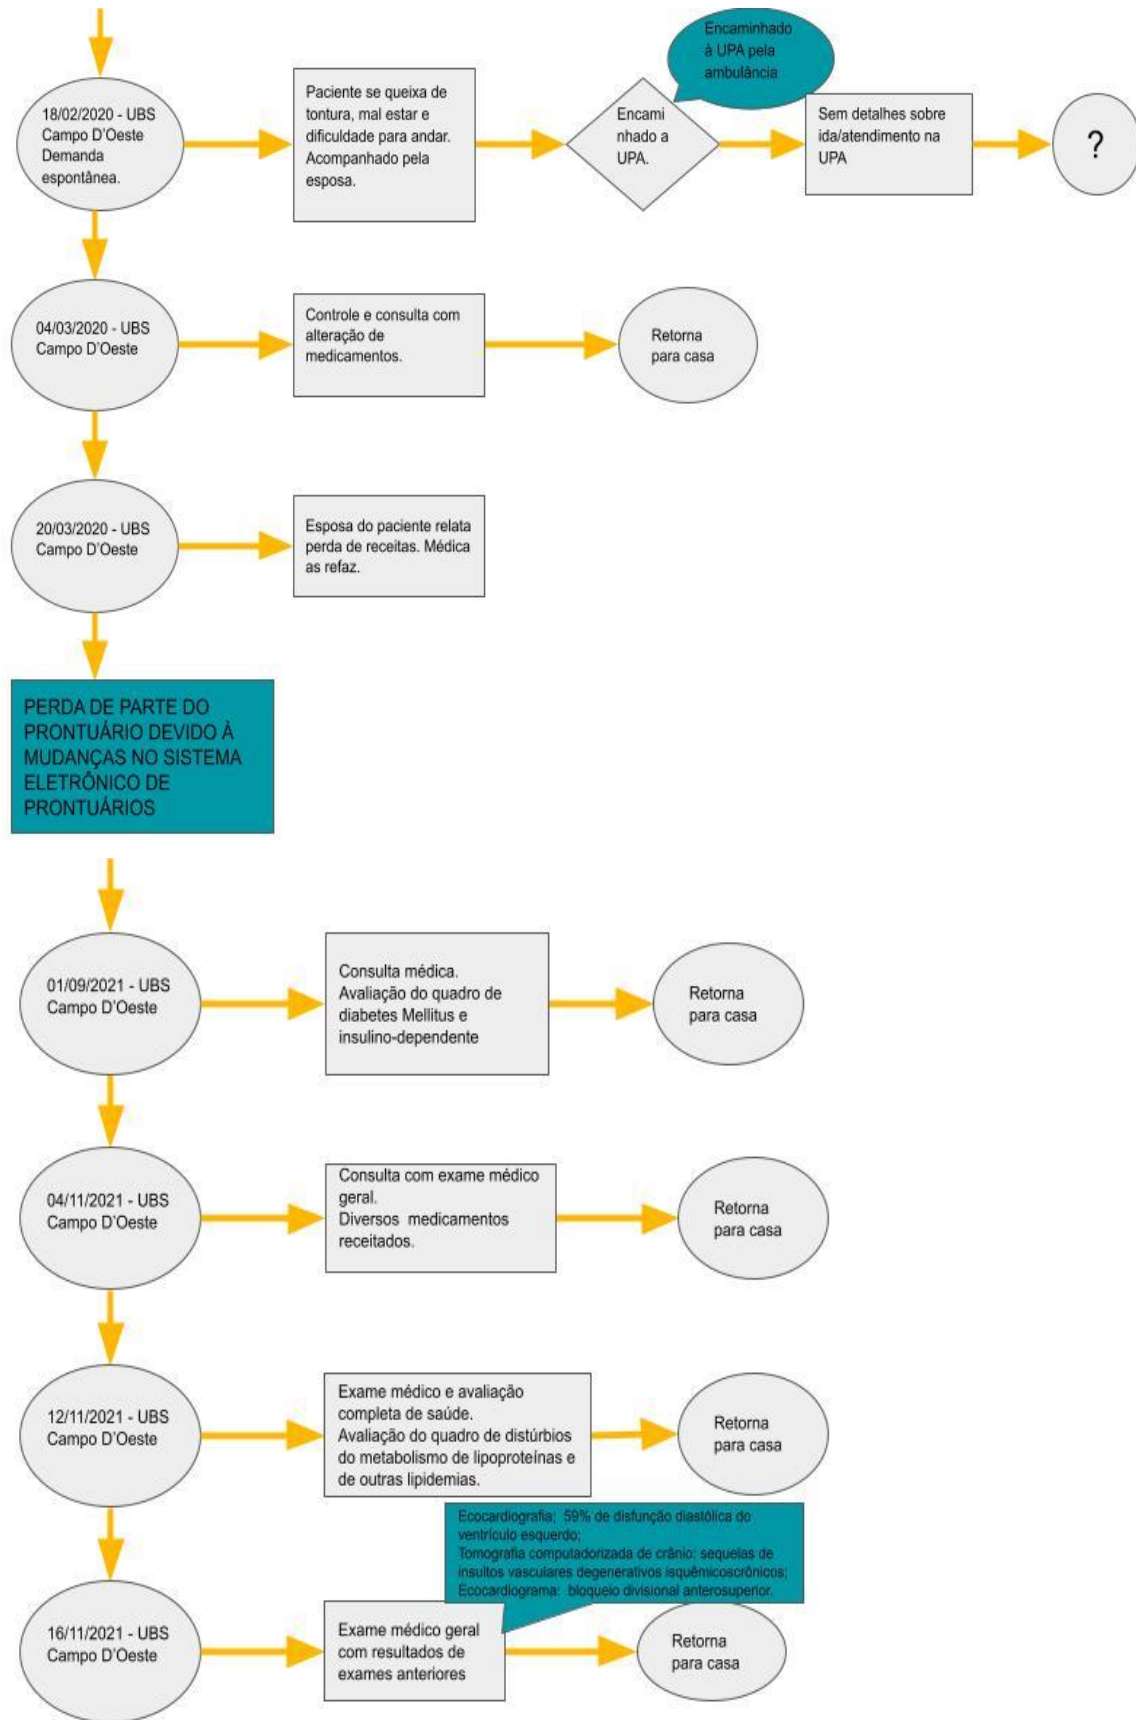 Encaminhado
à UPA pela
ambulância
18/02/2020 - UBS
Campo D'Oeste
Demanda
espontânea.
Paciente se queixa de
tontura, mal estar e
dificuldade para andar.
Acompanhado pela
esposa.
Encami
nhado a
UPA.
Sem detalhes sobre
ida/atendimento na
UPA
?
04/03/2020 - UBS
Campo D'Oeste
Controle e consulta com
alteração de
medicamentos.
Retorna
para casa
20/03/2020 - UBS
Campo D'Oeste
Esposa do paciente relata
perda de receitas. Médica
as refaz.
PERDA DE PARTE DO
PRONTUÁRIO DEVIDO À
MUDANÇAS NO SISTEMA
ELETRÔNICO DE
PRONTUÁRIOS
01/09/2021 - UBS
Campo D'Oeste
Consulta médica.
Avaliação do quadro de
diabetes Mellitus e
insulino-dependente
Retorna
para casa
04/11/2021 - UBS
Campo D'Oeste
Consulta com exame médico
geral.
Diversos medicamentos
receitados.
Retorna
para casa
12/11/2021 - UBS
Campo D'Oeste
Exame médico e avaliação
completa de saúde.
Avaliação do quadro de distúrbios
do metabolismo de lipoproteínas e
de outras lipidemias.
Retorna
para casa
Ecocardiografia; 59% de disfunção diastólica do
ventrículo esquerdo;
Tomografia computadorizada de crânio: sequelas de
insultos vasculares degenerativos isquêmicoscrônicos;
Ecocardiograma: bloqueio divisional anterosuperior.
16/11/2021 - UBS
Campo D'Oeste
Exame médico geral
com resultados de
exames anteriores
Retorna
para casa